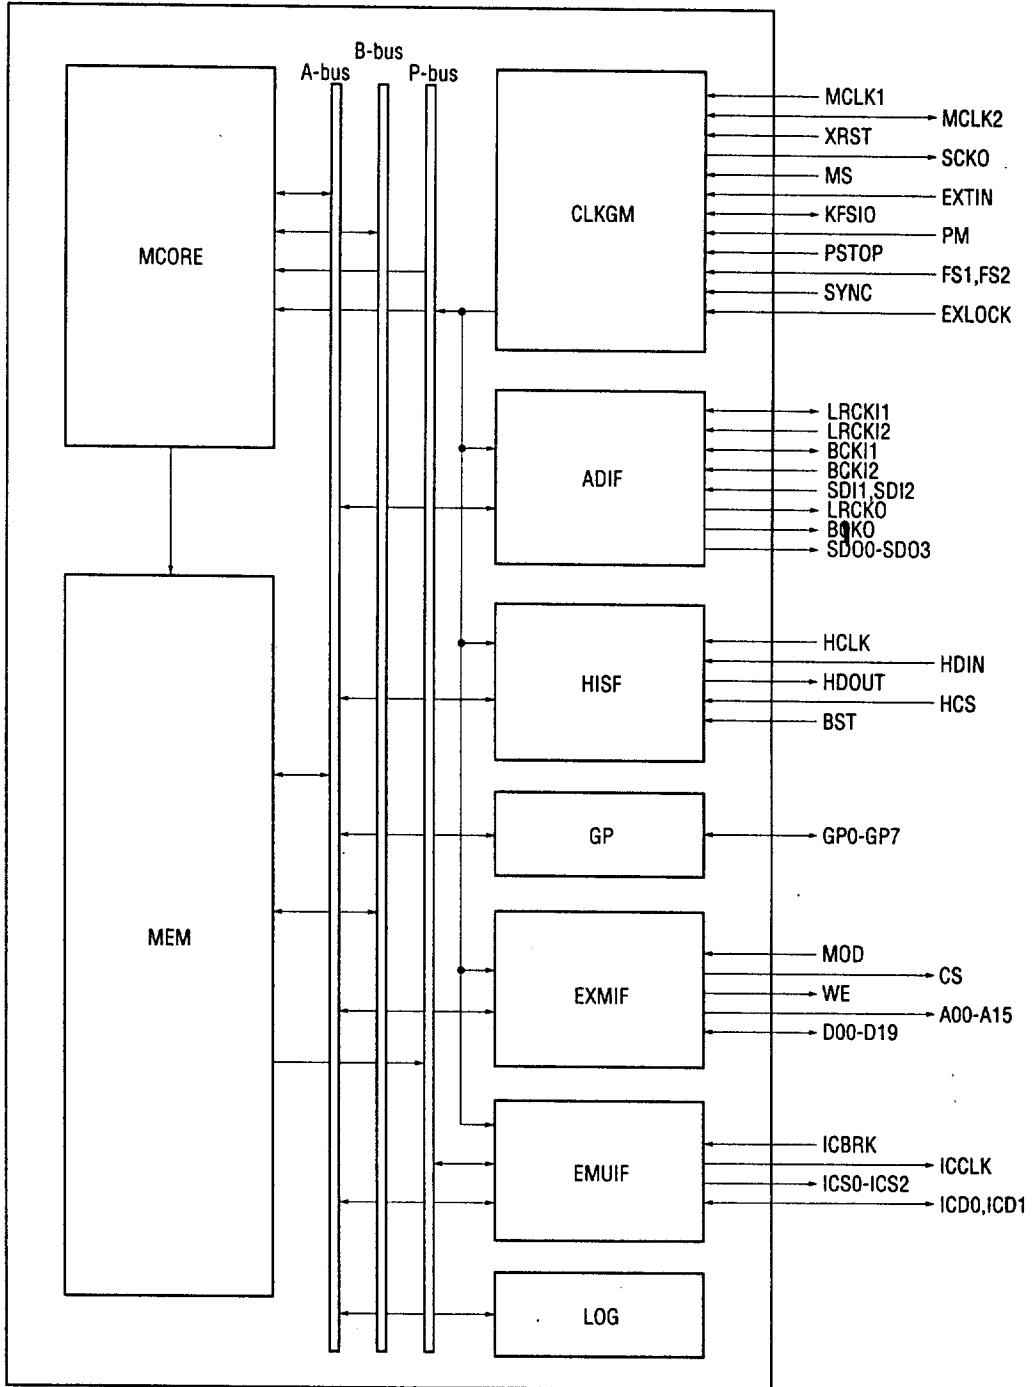 B-bus
A-bus
P-bus
MCORE
MEM
CLKGM
MCLK1
MCLK2
XRST
SCKO
MS
EXTIN
KFSIO
PM
PSTOP
FS1,FS2
SYNC
EXLOCK
ADIF
LRCKI1
LRCKI2
BCKI1
BCKI2
SDI1,SDI2
LRCKO
BCKO
SDO0-SDO3
HISF
HCLK
HDIN
HDOUT
HCS
BST
GP
GP0-GP7
EXMIF
MOD
CS
WE
A00-A15
D00-D19
EMUIF
ICBRK
ICCLK
ICS0-ICS2
ICD0,ICD1
LOG